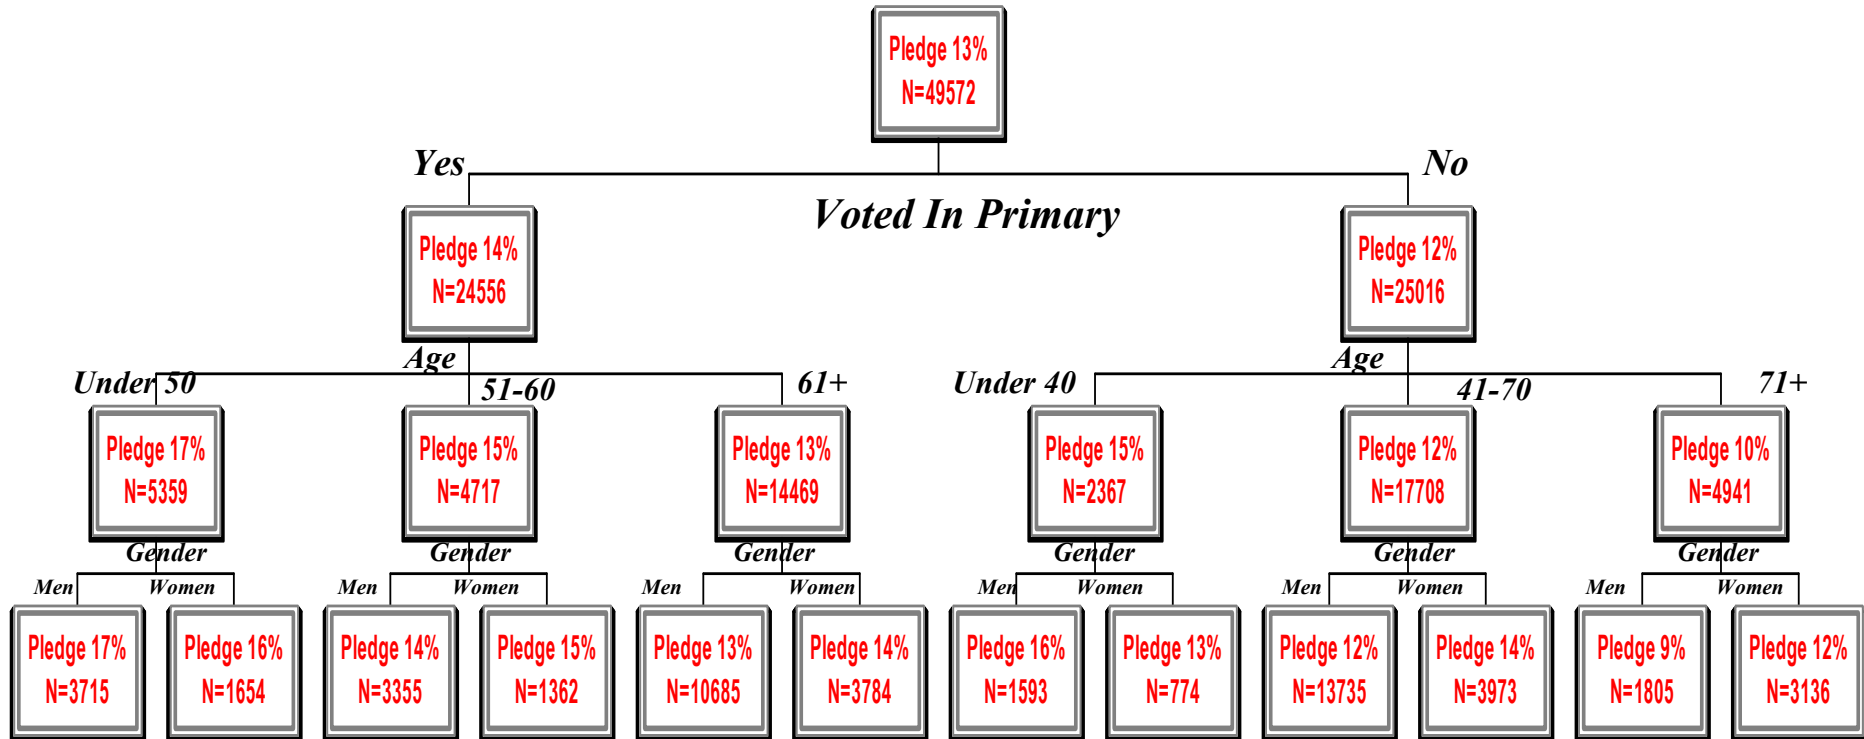 Pledge 13%
N=49572
Yes
No
Voted In Primary
Pledge 14%
N=24556
Pledge 12%
N=25016
Age
Age
Under 50
51-60
61+
Under 40
41-70
71+
Pledge 17%
N=5359
Pledge 15%
N=4717
Pledge 13%
N=14469
Pledge 15%
N=2367
Pledge 12%
N=17708
Pledge 10%
N=4941
Gender
Gender
Gender
Gender
Gender
Gender
Men
Women
Men
Women
Men
Women
Men
Women
Men
Women
Men
Women
Pledge 17%
N=3715
Pledge 16%
N=1654
Pledge 14%
N=3355
Pledge 15%
N=1362
Pledge 13%
N=10685
Pledge 14%
N=3784
Pledge 16%
N=1593
Pledge 13%
N=774
Pledge 12%
N=13735
Pledge 14%
N=3973
Pledge 9%
N=1805
Pledge 12%
N=3136